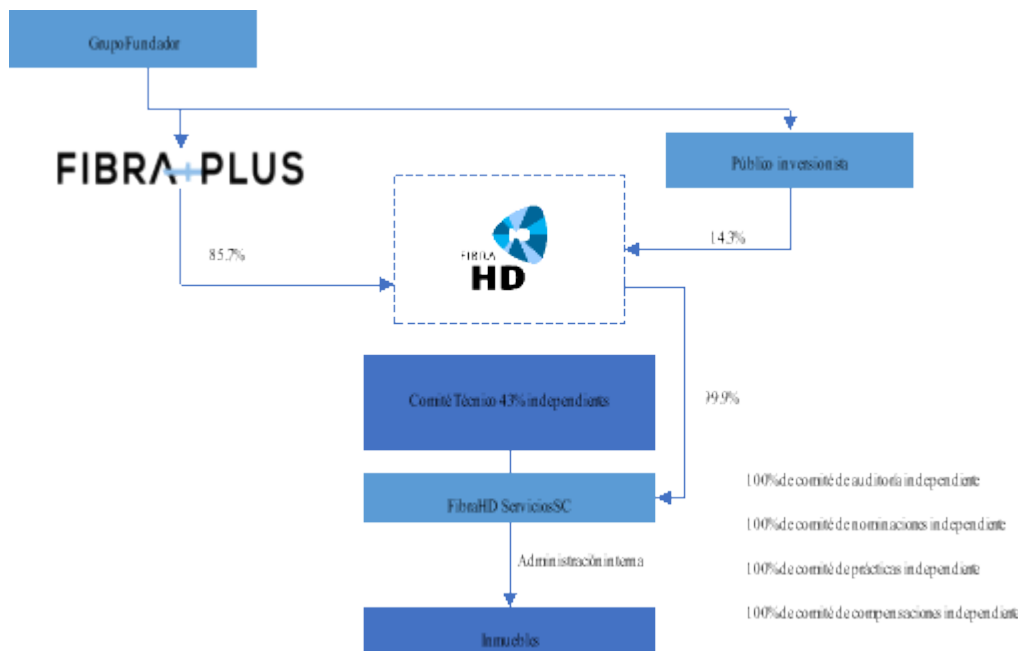 Grupo Fundador
FIBRA+PLUS
Público inversionista
85.7%
FIBRA
HD
14.3%
Comité Técnico 43% independientes
99.9%
FibraHD Servicios SC
100% de comité de auditoría independiente
100% de comité de nominaciones independiente
Administración interna
100% de comité de prácticas independiente
100% de comité de compensaciones independiente
Inmuebles